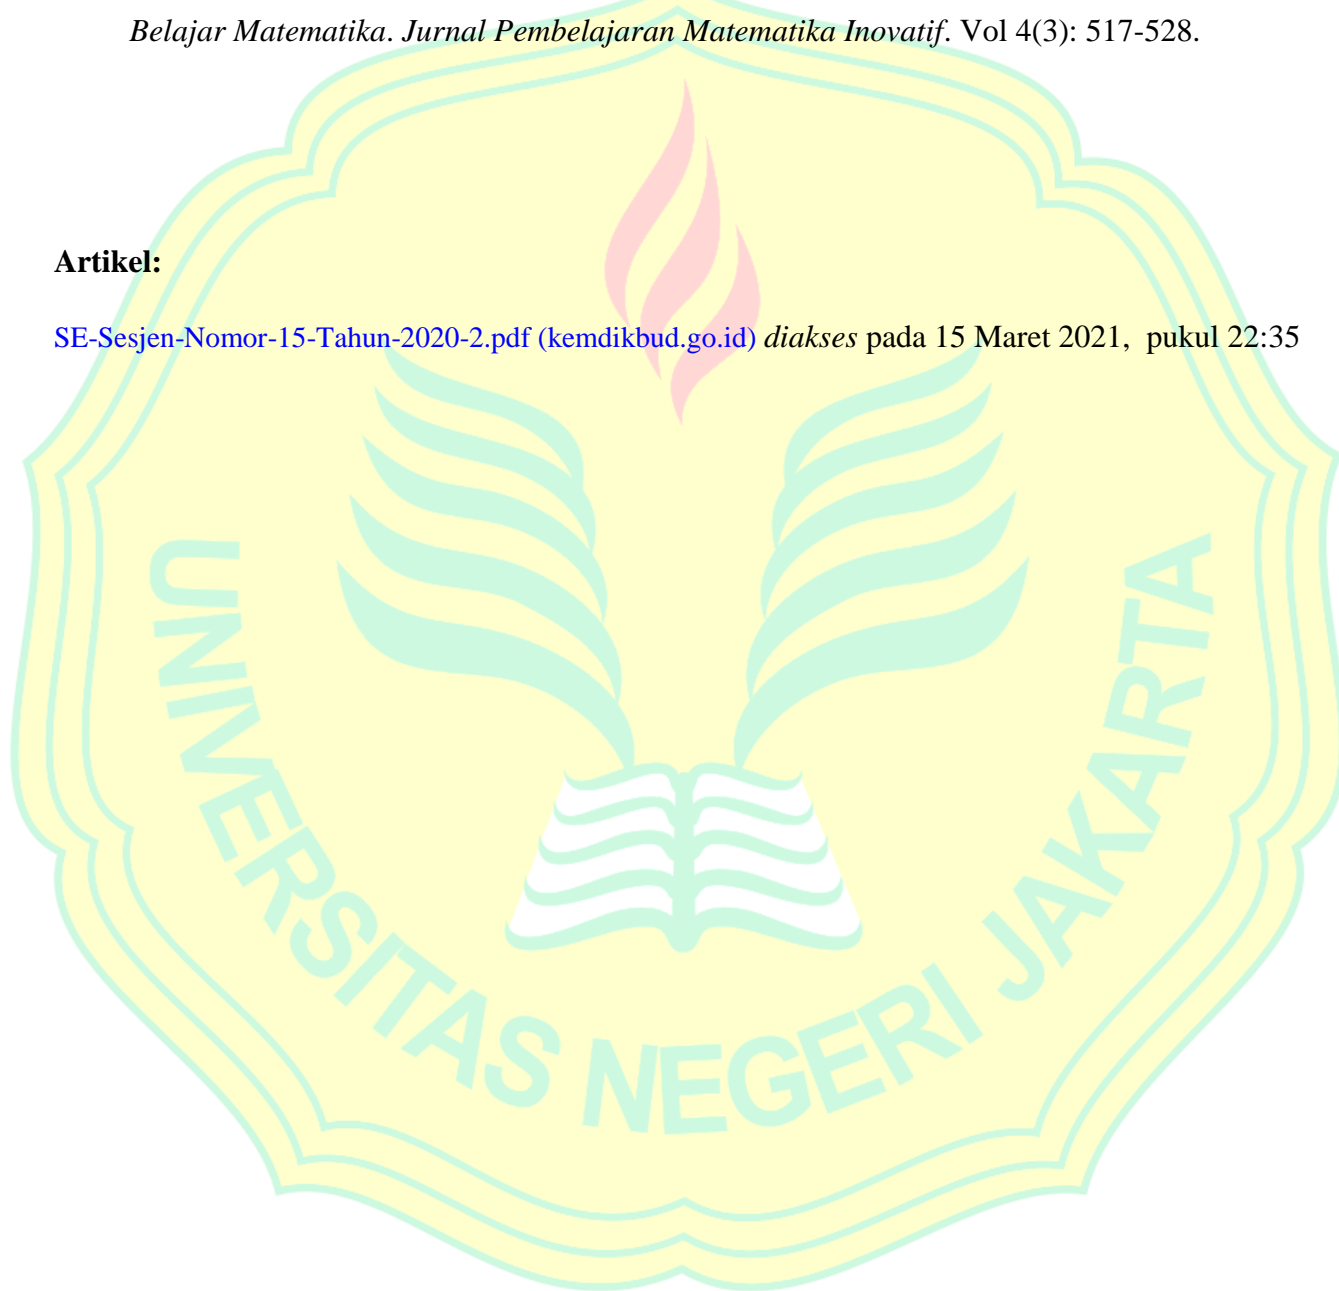 Belajar Matematika. Jurnal Pembelajaran Matematika Inovatif. Vol 4(3): 517-528.
Artikel:
SE-Sesjen-Nomor-15-Tahun-2020-2.pdf (kemdikbud.go.id) diakses pada 15 Maret 2021,  pukul 22:35
UNIVERSITAS NEGERI JAKARTA